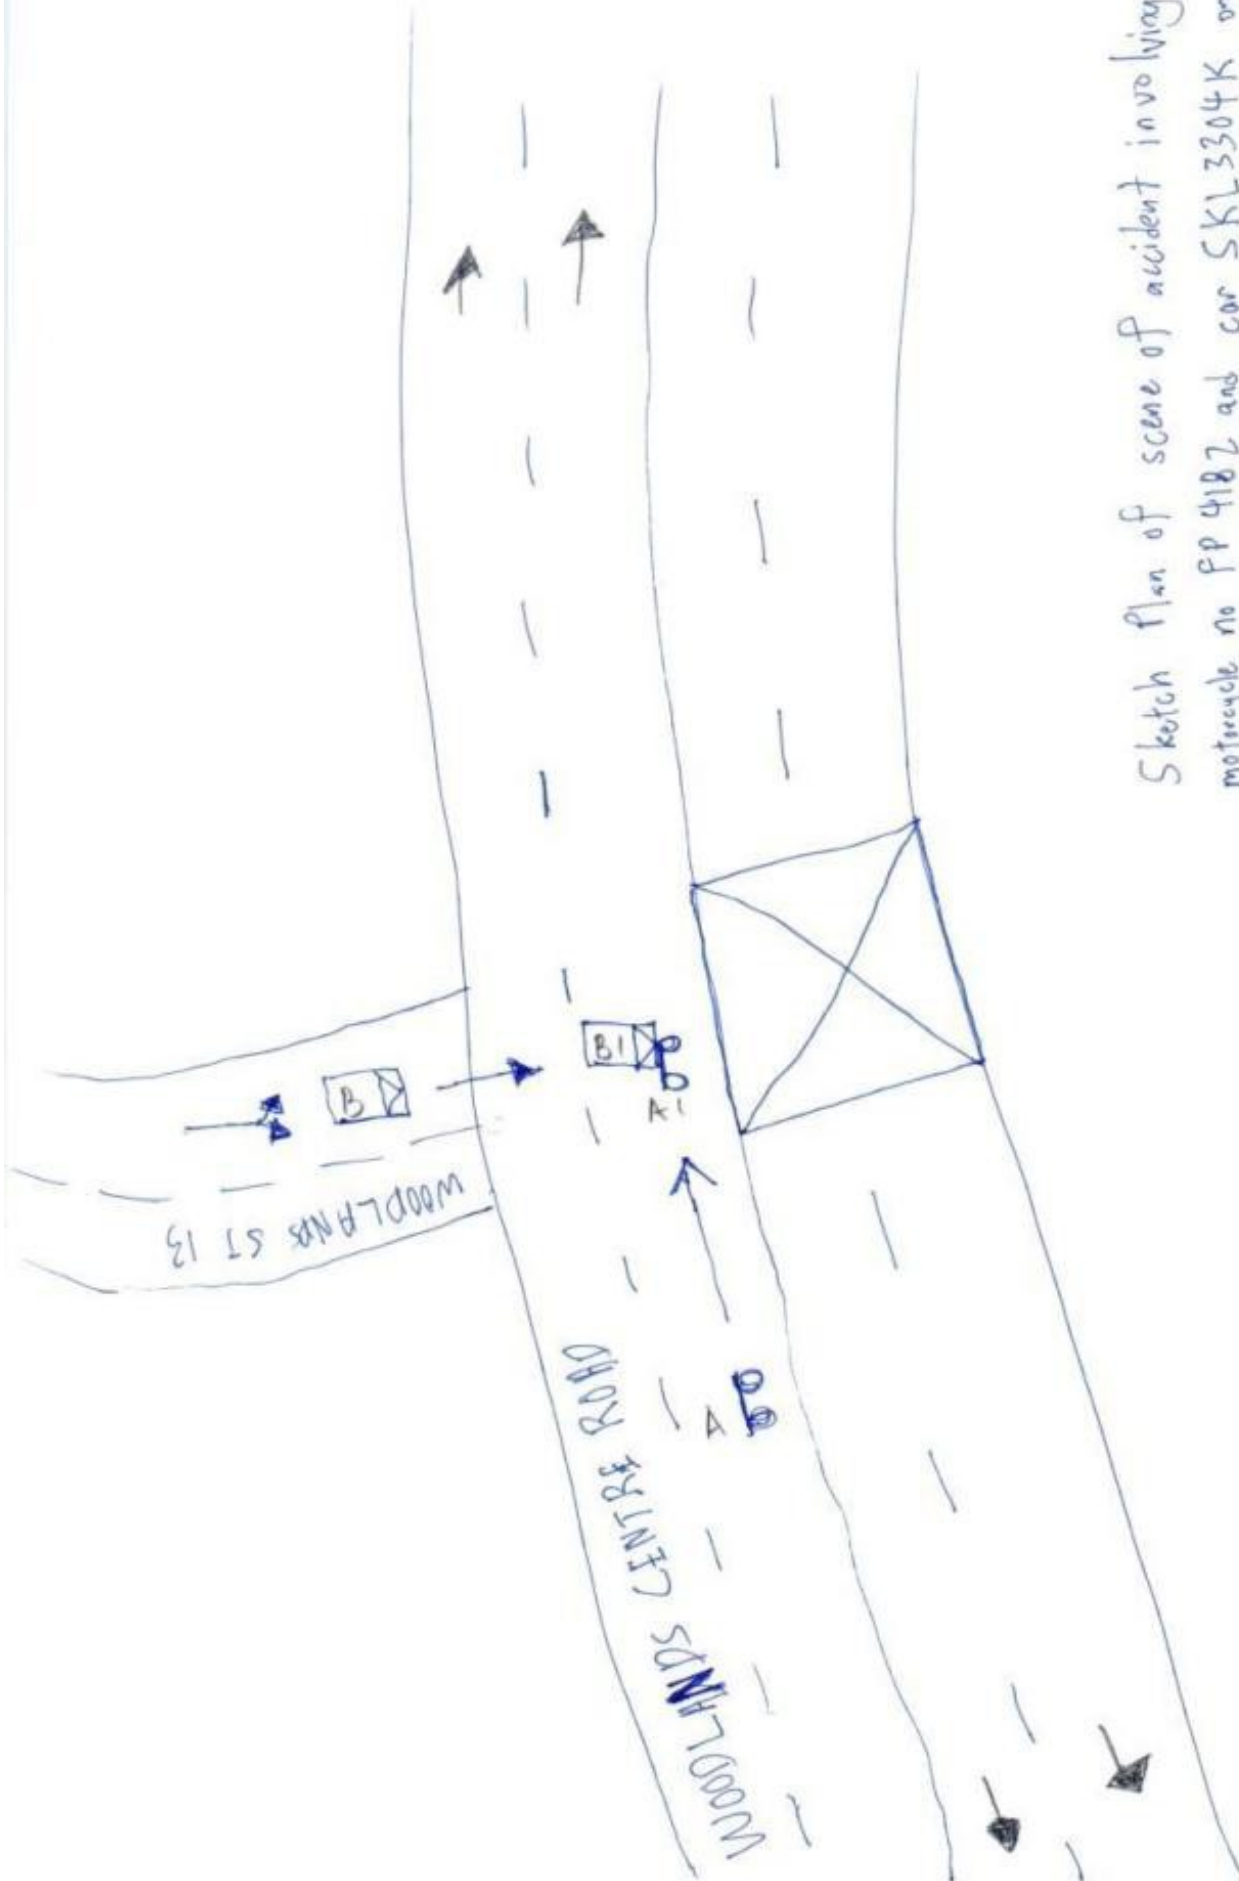 Sketch Plan of scene of accident involving
motorcycle no FP 4182 and car SKL3304K on
WOODLANDS ST 13
B
B1
A1
A
WOODLANDS CENTRE ROAD